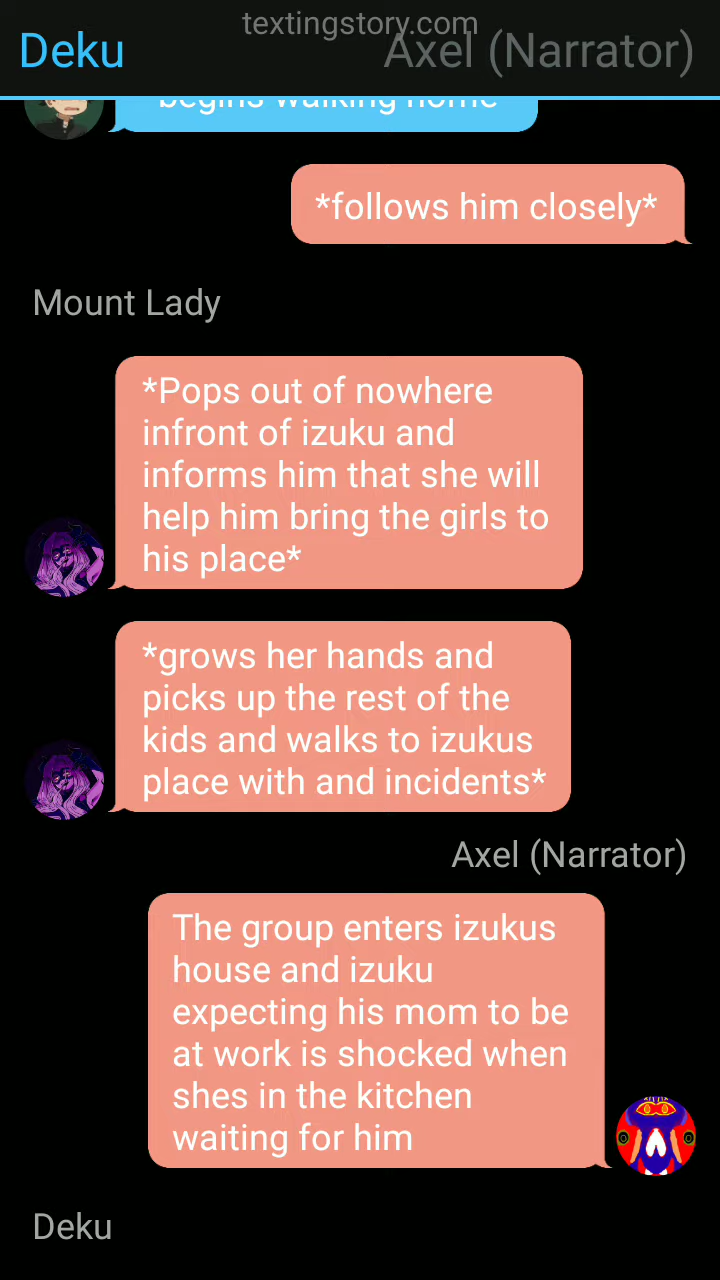 textingstory.com
Deku
Axel (Narrator)
begins walking home
*follows him closely*
Mount Lady
*Pops out of nowhere
infront of izuku and
informs him that she will
help him bring the girls to
his place*
*grows her hands and
picks up the rest of the
kids and walks to izukus
place with and incidents*
Axel (Narrator)
The group enters izukus
house and izuku
expecting his mom to be
at work is shocked when
shes in the kitchen
waiting for him
Deku